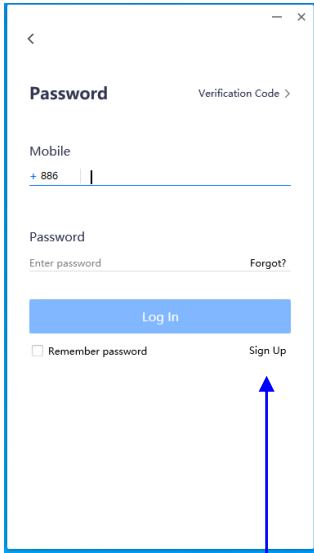 Password
Verification Code >
Mobile
+ 886
Password
Enter password
Forgot?
Log In
Remember password
Sign Up